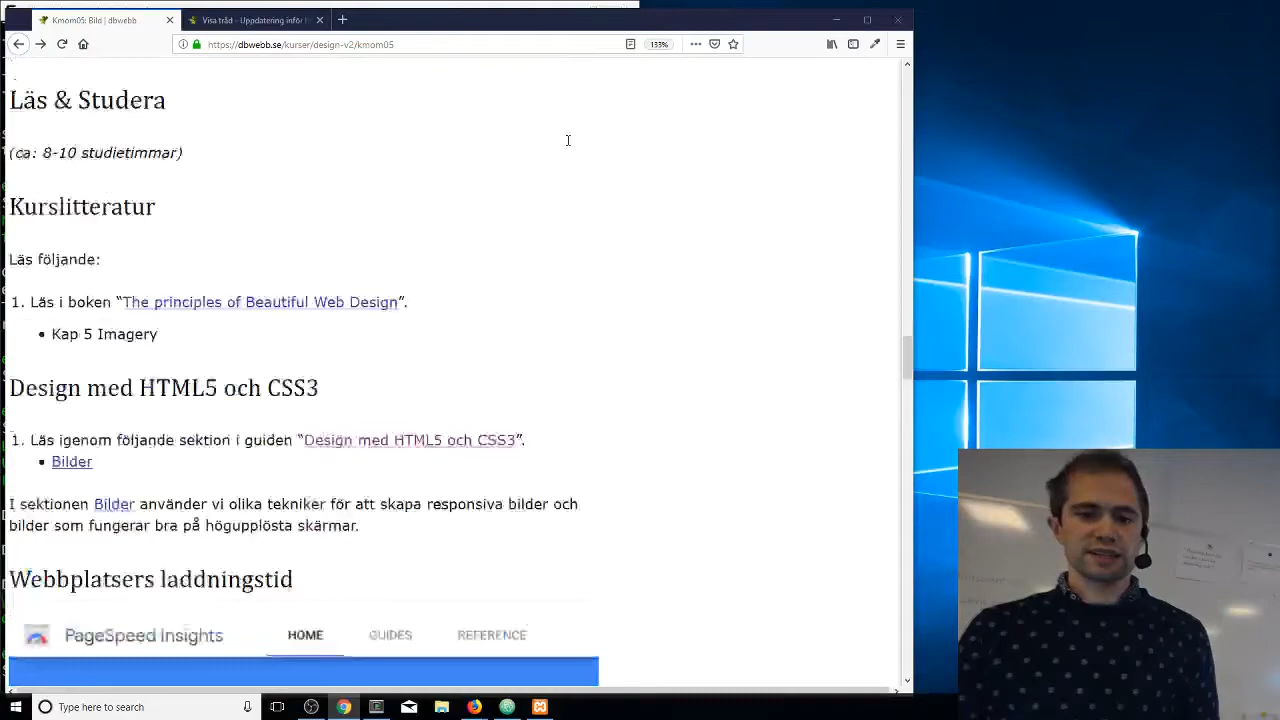 Kmom05: Bild | dbwebb
Visa tråd - Uppdatering inför
https://dbwebb.se/kurser/design-v2/kmom05
133%
Läs & Studera
(ca: 8-10 studietimmar)
Kurslitteratur
Läs följande:
1. Läs i boken “The principles of Beautiful Web Design”.
• Kap 5 Imagery
Design med HTML5 och CSS3
1. Läs igenom följande sektion i guiden “Design med HTML5 och CSS3”.
• Bilder
I sektionen Bilder använder vi olika tekniker för att skapa responsiva bilder och
bilder som fungerar bra på högupplösta skärmar.
Webbplatsers laddningstid
PageSpeed Insights HOME GUIDES REFERENCE
Type here to search